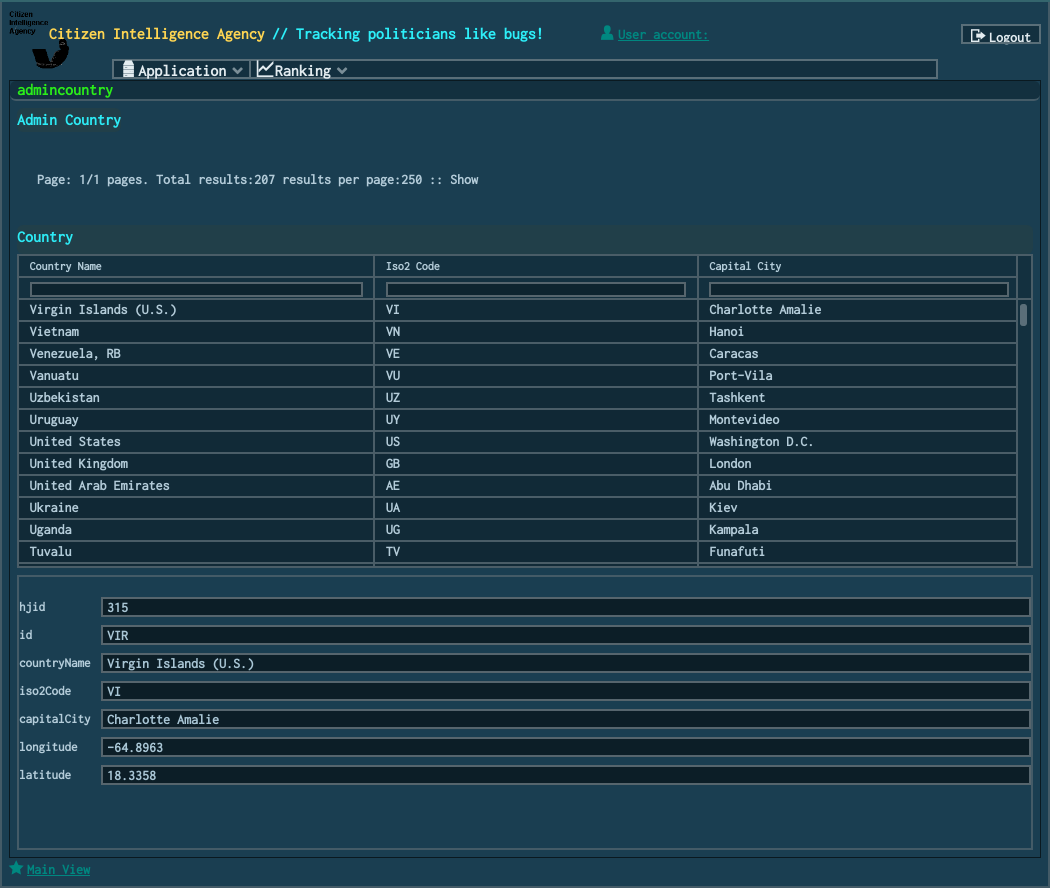 Citizen
Intelligence
Agency
Citizen Intelligence Agency // Tracking politicians like bugs!
User account:
Logout
Application
Ranking
admincountry
Admin Country
Page: 1/1 pages. Total results:207 results per page:250 :: Show
Country
Country Name Iso2 Code Capital City
Virgin Islands (U.S.) VI Charlotte Amalie
Vietnam VN Hanoi
Venezuela, RB VE Caracas
Vanuatu VU Port-Vila
Uzbekistan UZ Tashkent
Uruguay UY Montevideo
United States US Washington D.C.
United Kingdom GB London
United Arab Emirates AE Abu Dhabi
Ukraine UA Kiev
Uganda UG Kampala
Tuvalu TV Funafuti
hjid 315
id VIR
countryName Virgin Islands (U.S.)
iso2Code VI
capitalCity Charlotte Amalie
longitude -64.8963
latitude 18.3358
Main View